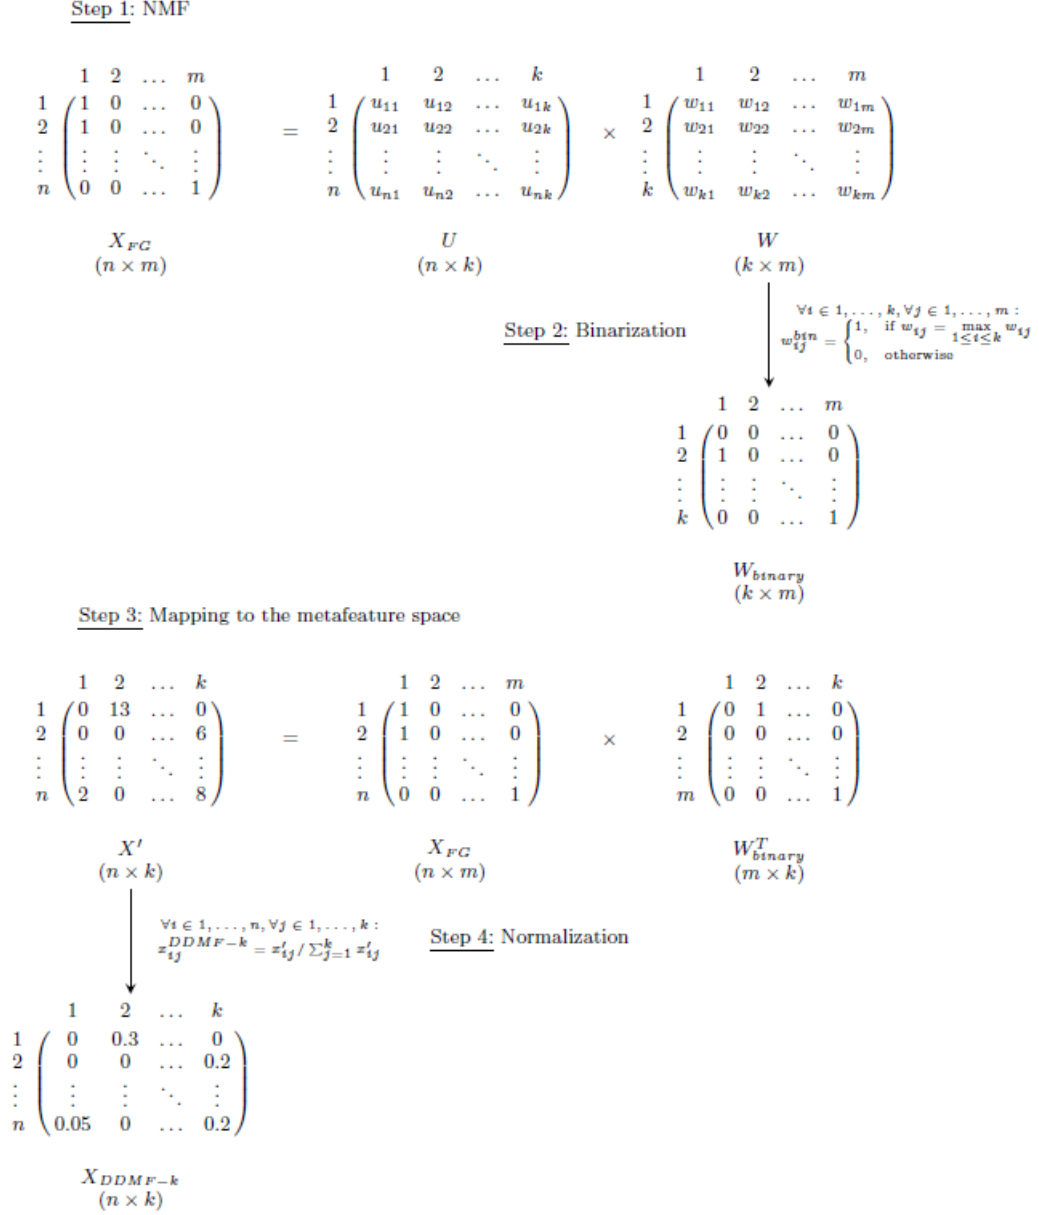 Step 1: NMF
1 2 … m 1 2 … k 1 2 … m
1 1 0 … 0 1 u₁₁ u₁₂ … u₁ₖ 1 w₁₁ w₁₂ … w₁ₘ
2 1 0 … 0 = 2 u₂₁ u₂₂ … u₂ₖ × 2 w₂₁ w₂₂ … w₂ₘ
⋮ ⋮ ⋮ ⋱ ⋮ ⋮ ⋮ ⋮ ⋱ ⋮ ⋮ ⋮ ⋮ ⋱ ⋮
n 0 0 … 1 n uₙ₁ uₙ₂ … uₙₖ k wₖ₁ wₖ₂ … wₖₘ
X_FG U W
(n × m) (n × k) (k × m)
∀i ∈ 1, …, k, ∀j ∈ 1, …, m :
Step 2: Binarization
w_ij^bin = { 1, if w_ij = max_{1≤i≤k} w_ij
0, otherwise
1 2 … m
1 0 0 … 0
2 1 0 … 0
⋮ ⋮ ⋮ ⋱ ⋮
k 0 0 … 1
W_binary
(k × m)
Step 3: Mapping to the metafeature space
1 2 … k 1 2 … m 1 2 … k
1 0 13 … 0 1 1 0 … 0 1 0 1 … 0
2 0 0 … 6 = 2 1 0 … 0 × 2 0 0 … 0
⋮ ⋮ ⋮ ⋱ ⋮ ⋮ ⋮ ⋮ ⋱ ⋮ ⋮ ⋮ ⋮ ⋱ ⋮
n 2 0 … 8 n 0 0 … 1 m 0 0 … 1
X′ X_FG W_binary^T
(n × k) (n × m) (m × k)
∀i ∈ 1, …, n, ∀j ∈ 1, …, k :
x_ij^{DDMF−k} = x′_ij / Σ_{j=1}^k x′_ij
Step 4: Normalization
1 2 … k
1 0 0.3 … 0
2 0 0 … 0.2
⋮ ⋮ ⋮ ⋱ ⋮
n 0.05 0 … 0.2
X_{DDMF−k}
(n × k)